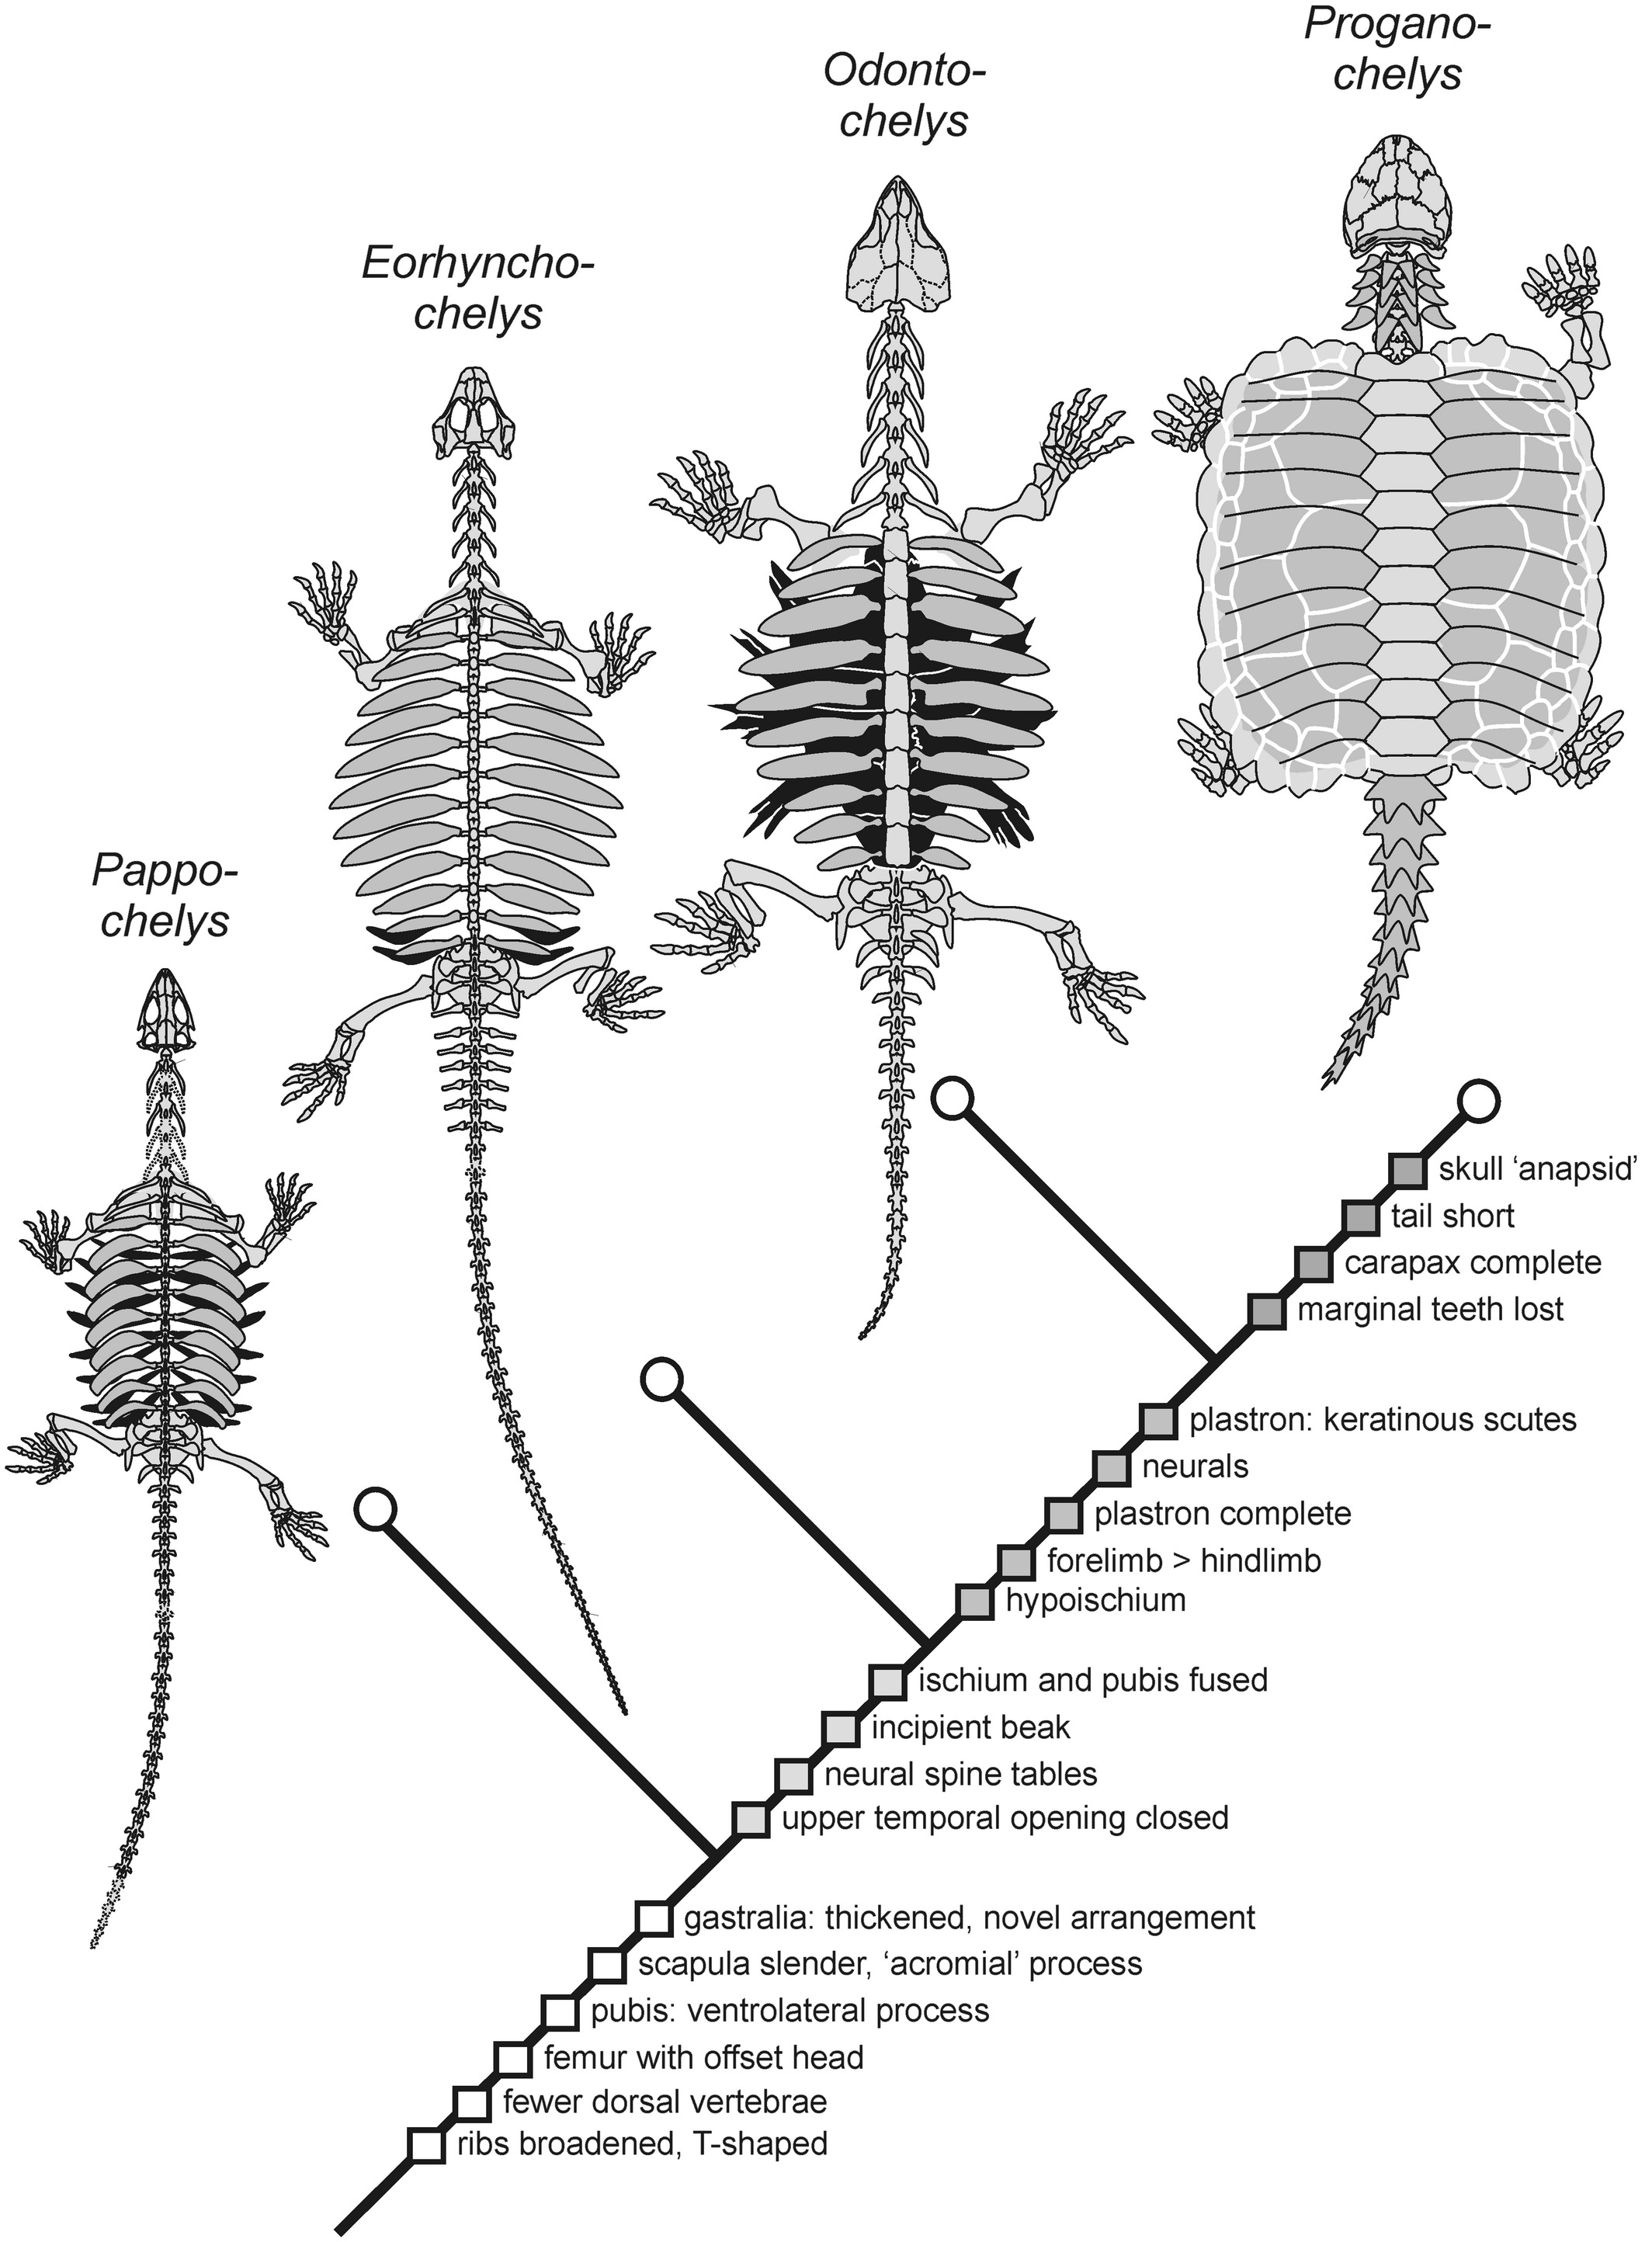 Progano-
chelys
Odonto-
chelys
Eorhyncho-
chelys
Pappo-
chelys
skull ‘anapsid’
tail short
carapax complete
marginal teeth lost
plastron: keratinous scutes
neurals
plastron complete
forelimb > hindlimb
hypoischium
ischium and pubis fused
incipient beak
neural spine tables
upper temporal opening closed
gastralia: thickened, novel arrangement
scapula slender, ‘acromial’ process
pubis: ventrolateral process
femur with offset head
fewer dorsal vertebrae
ribs broadened, T-shaped